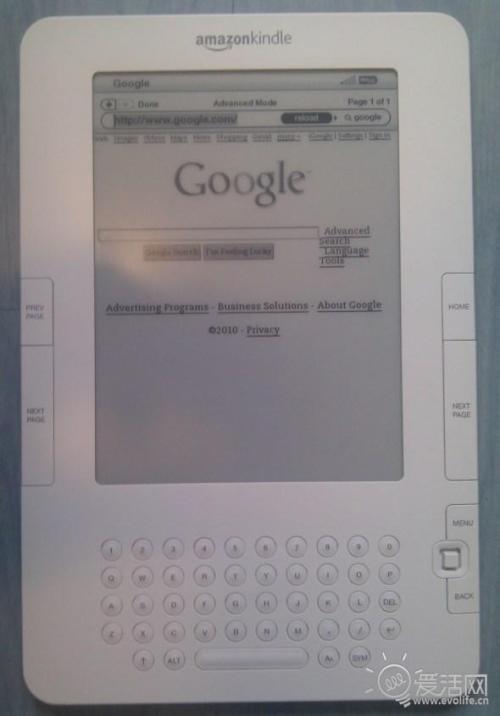 amazonkindle
Google
Done Advanced Mode Page 1 of 1
http://www.google.com/ reload google
Images Videos Maps News Shopping Gmail more iGoogle | Settings | Sign in
Google
Advanced
Search
Language
Tools
Google Search I'm Feeling Lucky
Advertising Programs - Business Solutions - About Google
©2010 - Privacy
PREV
PAGE
HOME
NEXT
PAGE
NEXT
PAGE
MENU
BACK
1 2 3 4 5 6 7 8 9 0
Q W E R T Y U I O P
A S D F G H J K L DEL
Z X C V B N M . /
ALT Aa SYM
爱活网
www.evolife.cn